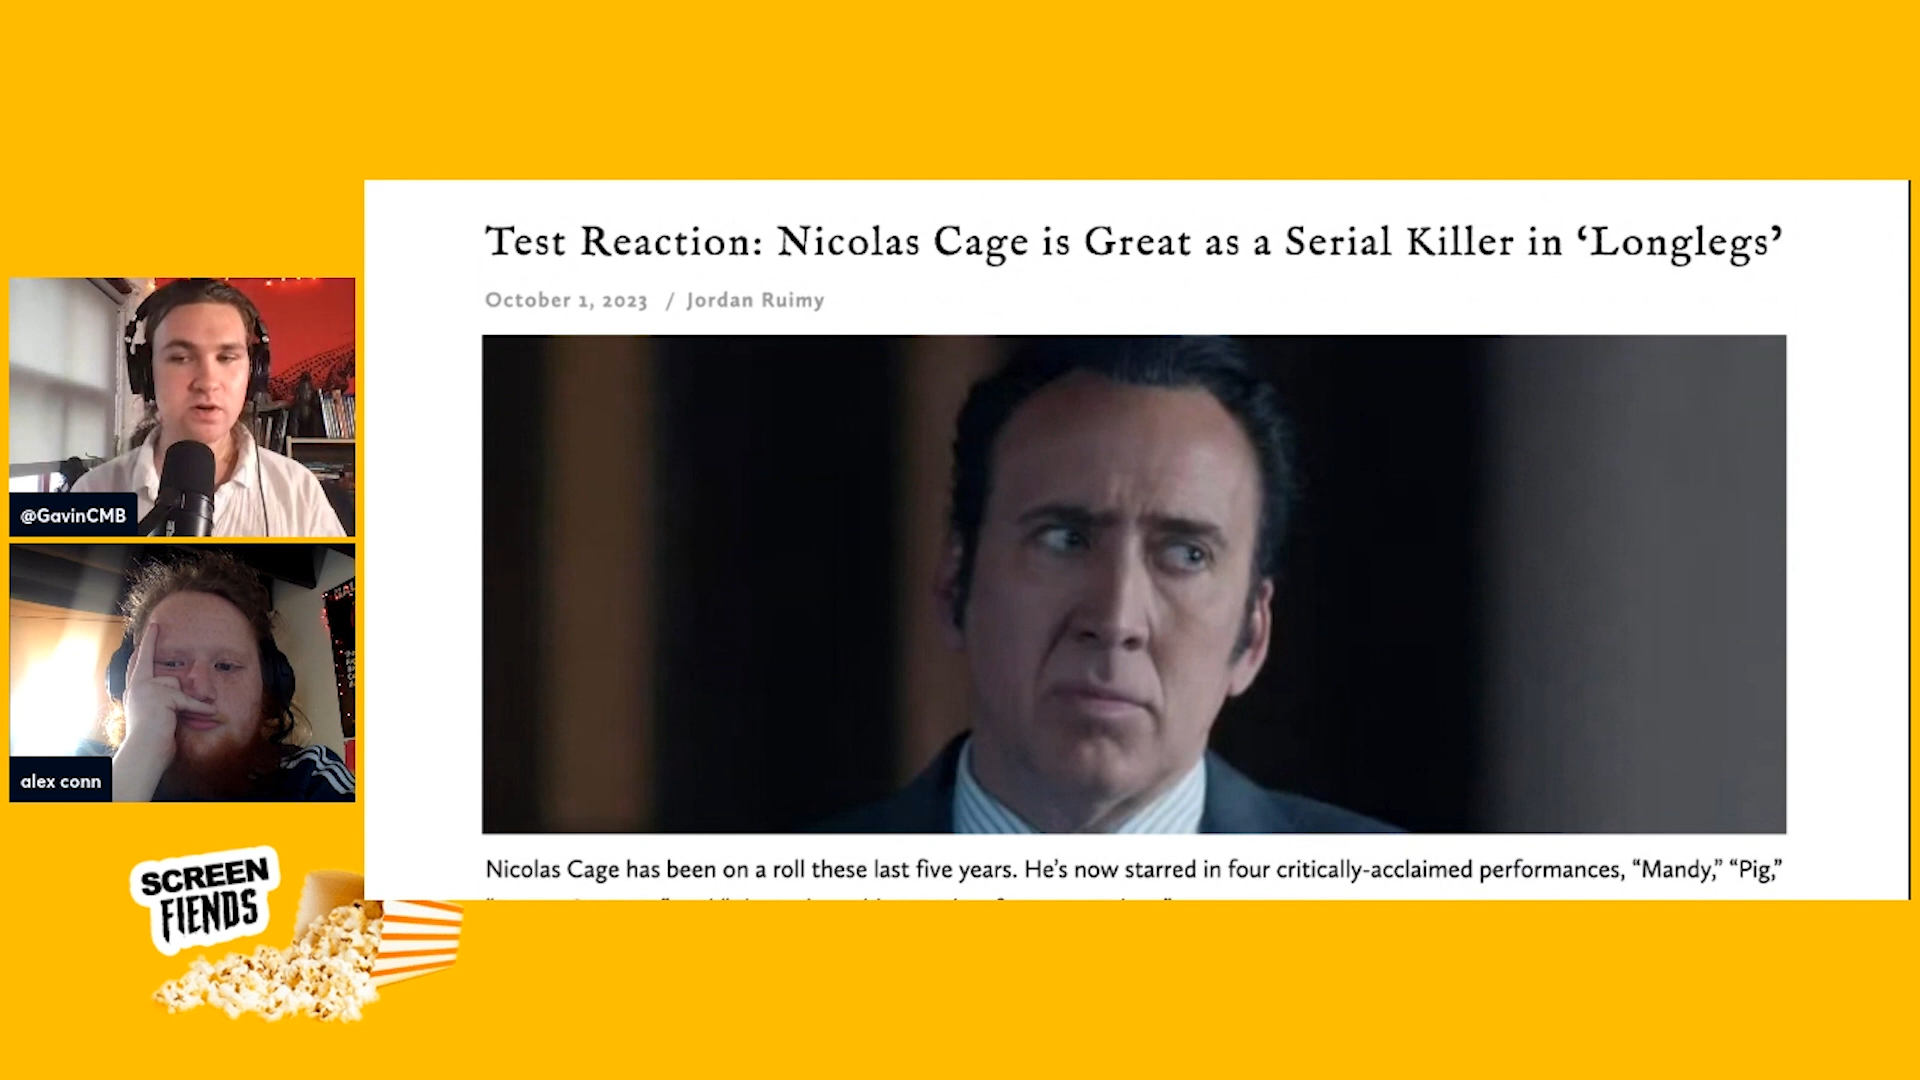 Test Reaction: Nicolas Cage is Great as a Serial Killer in ‘Longlegs’
October 1, 2023 / Jordan Ruimy
@GavinCMB
alex conn
Nicolas Cage has been on a roll these last five years. He’s now starred in four critically-acclaimed performances, “Mandy,” “Pig,”
SCREEN
FIENDS